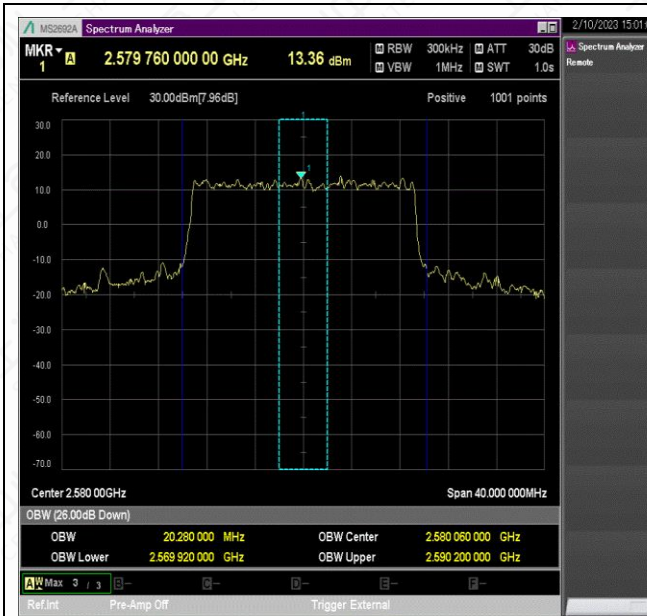 MS2692A Spectrum Analyzer
2/10/2023 15:01:
MKR 1 A 2.579 760 000 00 GHz 13.36 dBm
M RBW 300kHz M ATT 30dB
M VBW 1MHz M SWT 1.0s
Spectrum Analyzer
Remote
Reference Level 30.00dBm[7.96dB] Positive 1001 points
1
30.0
20.0
1
10.0
0.0
-10.0
-20.0
-30.0
-40.0
-50.0
-60.0
-70.0
Center 2.580 00GHz Span 40.000 000MHz
OBW (26.00dB Down)
OBW 20.280 000 MHz OBW Center 2.580 060 000 GHz
OBW Lower 2.569 920 000 GHz OBW Upper 2.590 200 000 GHz
AW Max 3 / 3 B- C- D- E- F-
Ref.Int Pre-Amp Off Trigger External